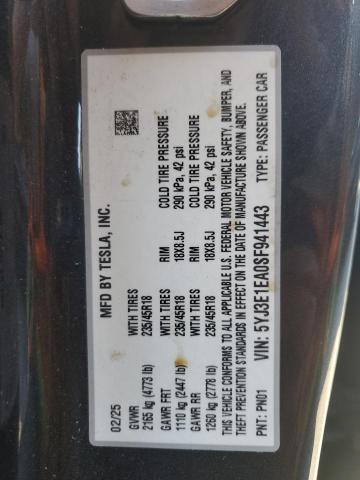 MFD BY TESLA, INC.
02/25
GVWR WITH TIRES RIM COLD TIRE PRESSURE
2165 kg (4773 lb) 235/45R18 18X8.5J 290 kPa, 42 psi
GAWR FRT WITH TIRES RIM COLD TIRE PRESSURE
1110 kg (2447 lb) 235/45R18 18X8.5J 290 kPa, 42 psi
GAWR RR
1260 kg (2778 lb)
THIS VEHICLE CONFORMS TO ALL APPLICABLE U.S. FEDERAL MOTOR VEHICLE SAFETY, BUMPER, AND
THEFT PREVENTION STANDARDS IN EFFECT ON THE DATE OF MANUFACTURE SHOWN ABOVE.
VIN: 5YJ3E1EA0SF941443 TYPE: PASSENGER CAR
PNT: PN01